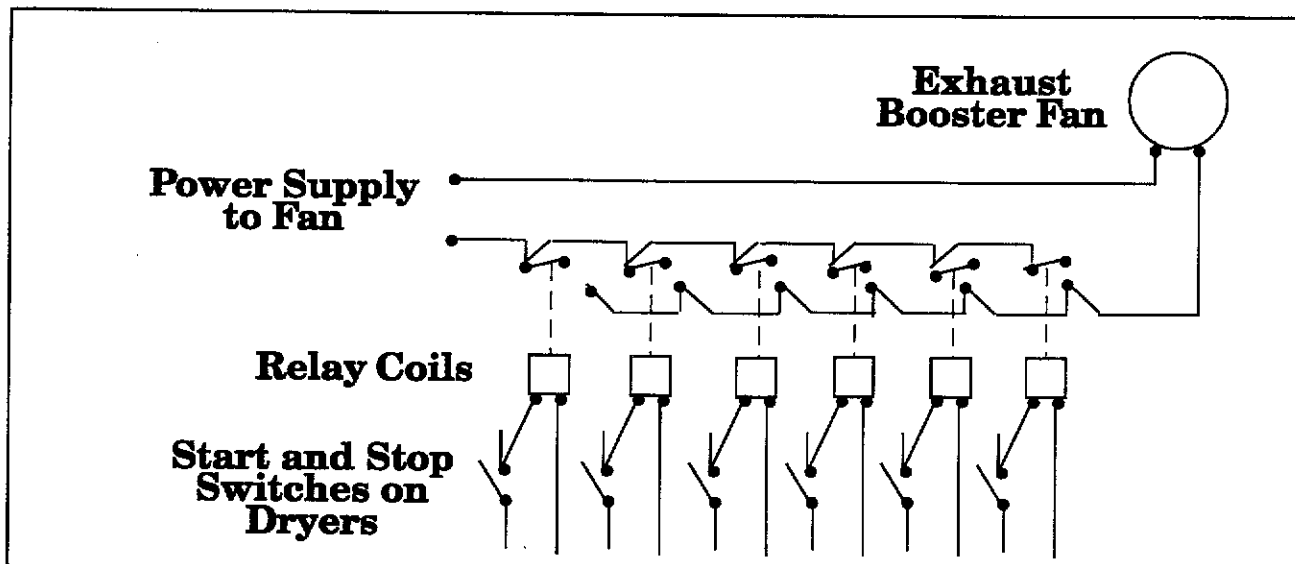 Exhaust
Booster Fan
Power Supply
to Fan
Relay Coils
Start and Stop
Switches on
Dryers